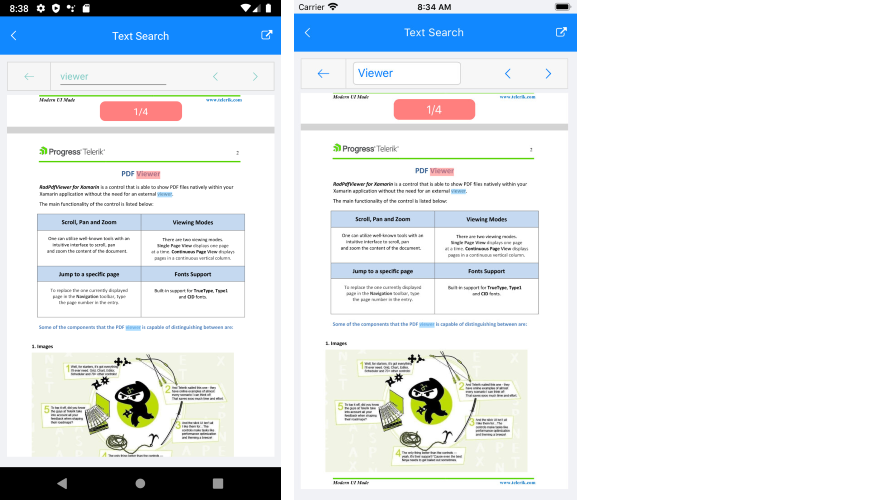 8:38
Text Search
viewer
Modern UI Made
www.telerik.com
1/4
Progress Telerik
2
PDF Viewer
RadPdfViewer for Xamarin is a control that is able to show PDF files natively within your
Xamarin application without the need for an external viewer.
The main functionality of the control is listed below:
Scroll, Pan and Zoom
Viewing Modes
One can utilize well-known tools with an
intuitive interface to scroll, pan
and zoom the content of the document.
There are two viewing modes.
Single Page View displays one page
at a time. Continuous Page View displays
pages in a continuous vertical column.
Jump to a specific page
Fonts Support
To replace the one currently displayed
page in the Navigation toolbar, type
the page number in the entry.
Built-in support for TrueType, Type1
and CID fonts.
Some of the components that the PDF viewer is capable of distinguishing between are:
1. Images
1
2
3
4
5
Carrier
8:34 AM
Text Search
Viewer
Modern UI Made
www.telerik.com
1/4
Progress Telerik
2
PDF Viewer
RadPdfViewer for Xamarin is a control that is able to show PDF files natively within your
Xamarin application without the need for an external viewer.
The main functionality of the control is listed below:
Scroll, Pan and Zoom
Viewing Modes
One can utilize well-known tools with an
intuitive interface to scroll, pan
and zoom the content of the document.
There are two viewing modes.
Single Page View displays one page
at a time. Continuous Page View displays
pages in a continuous vertical column.
Jump to a specific page
Fonts Support
To replace the one currently displayed
page in the Navigation toolbar, type
the page number in the entry.
Built-in support for TrueType, Type1
and CID fonts.
Some of the components that the PDF viewer is capable of distinguishing between are:
1. Images
1
2
3
4
5
Modern UI Made
www.telerik.com